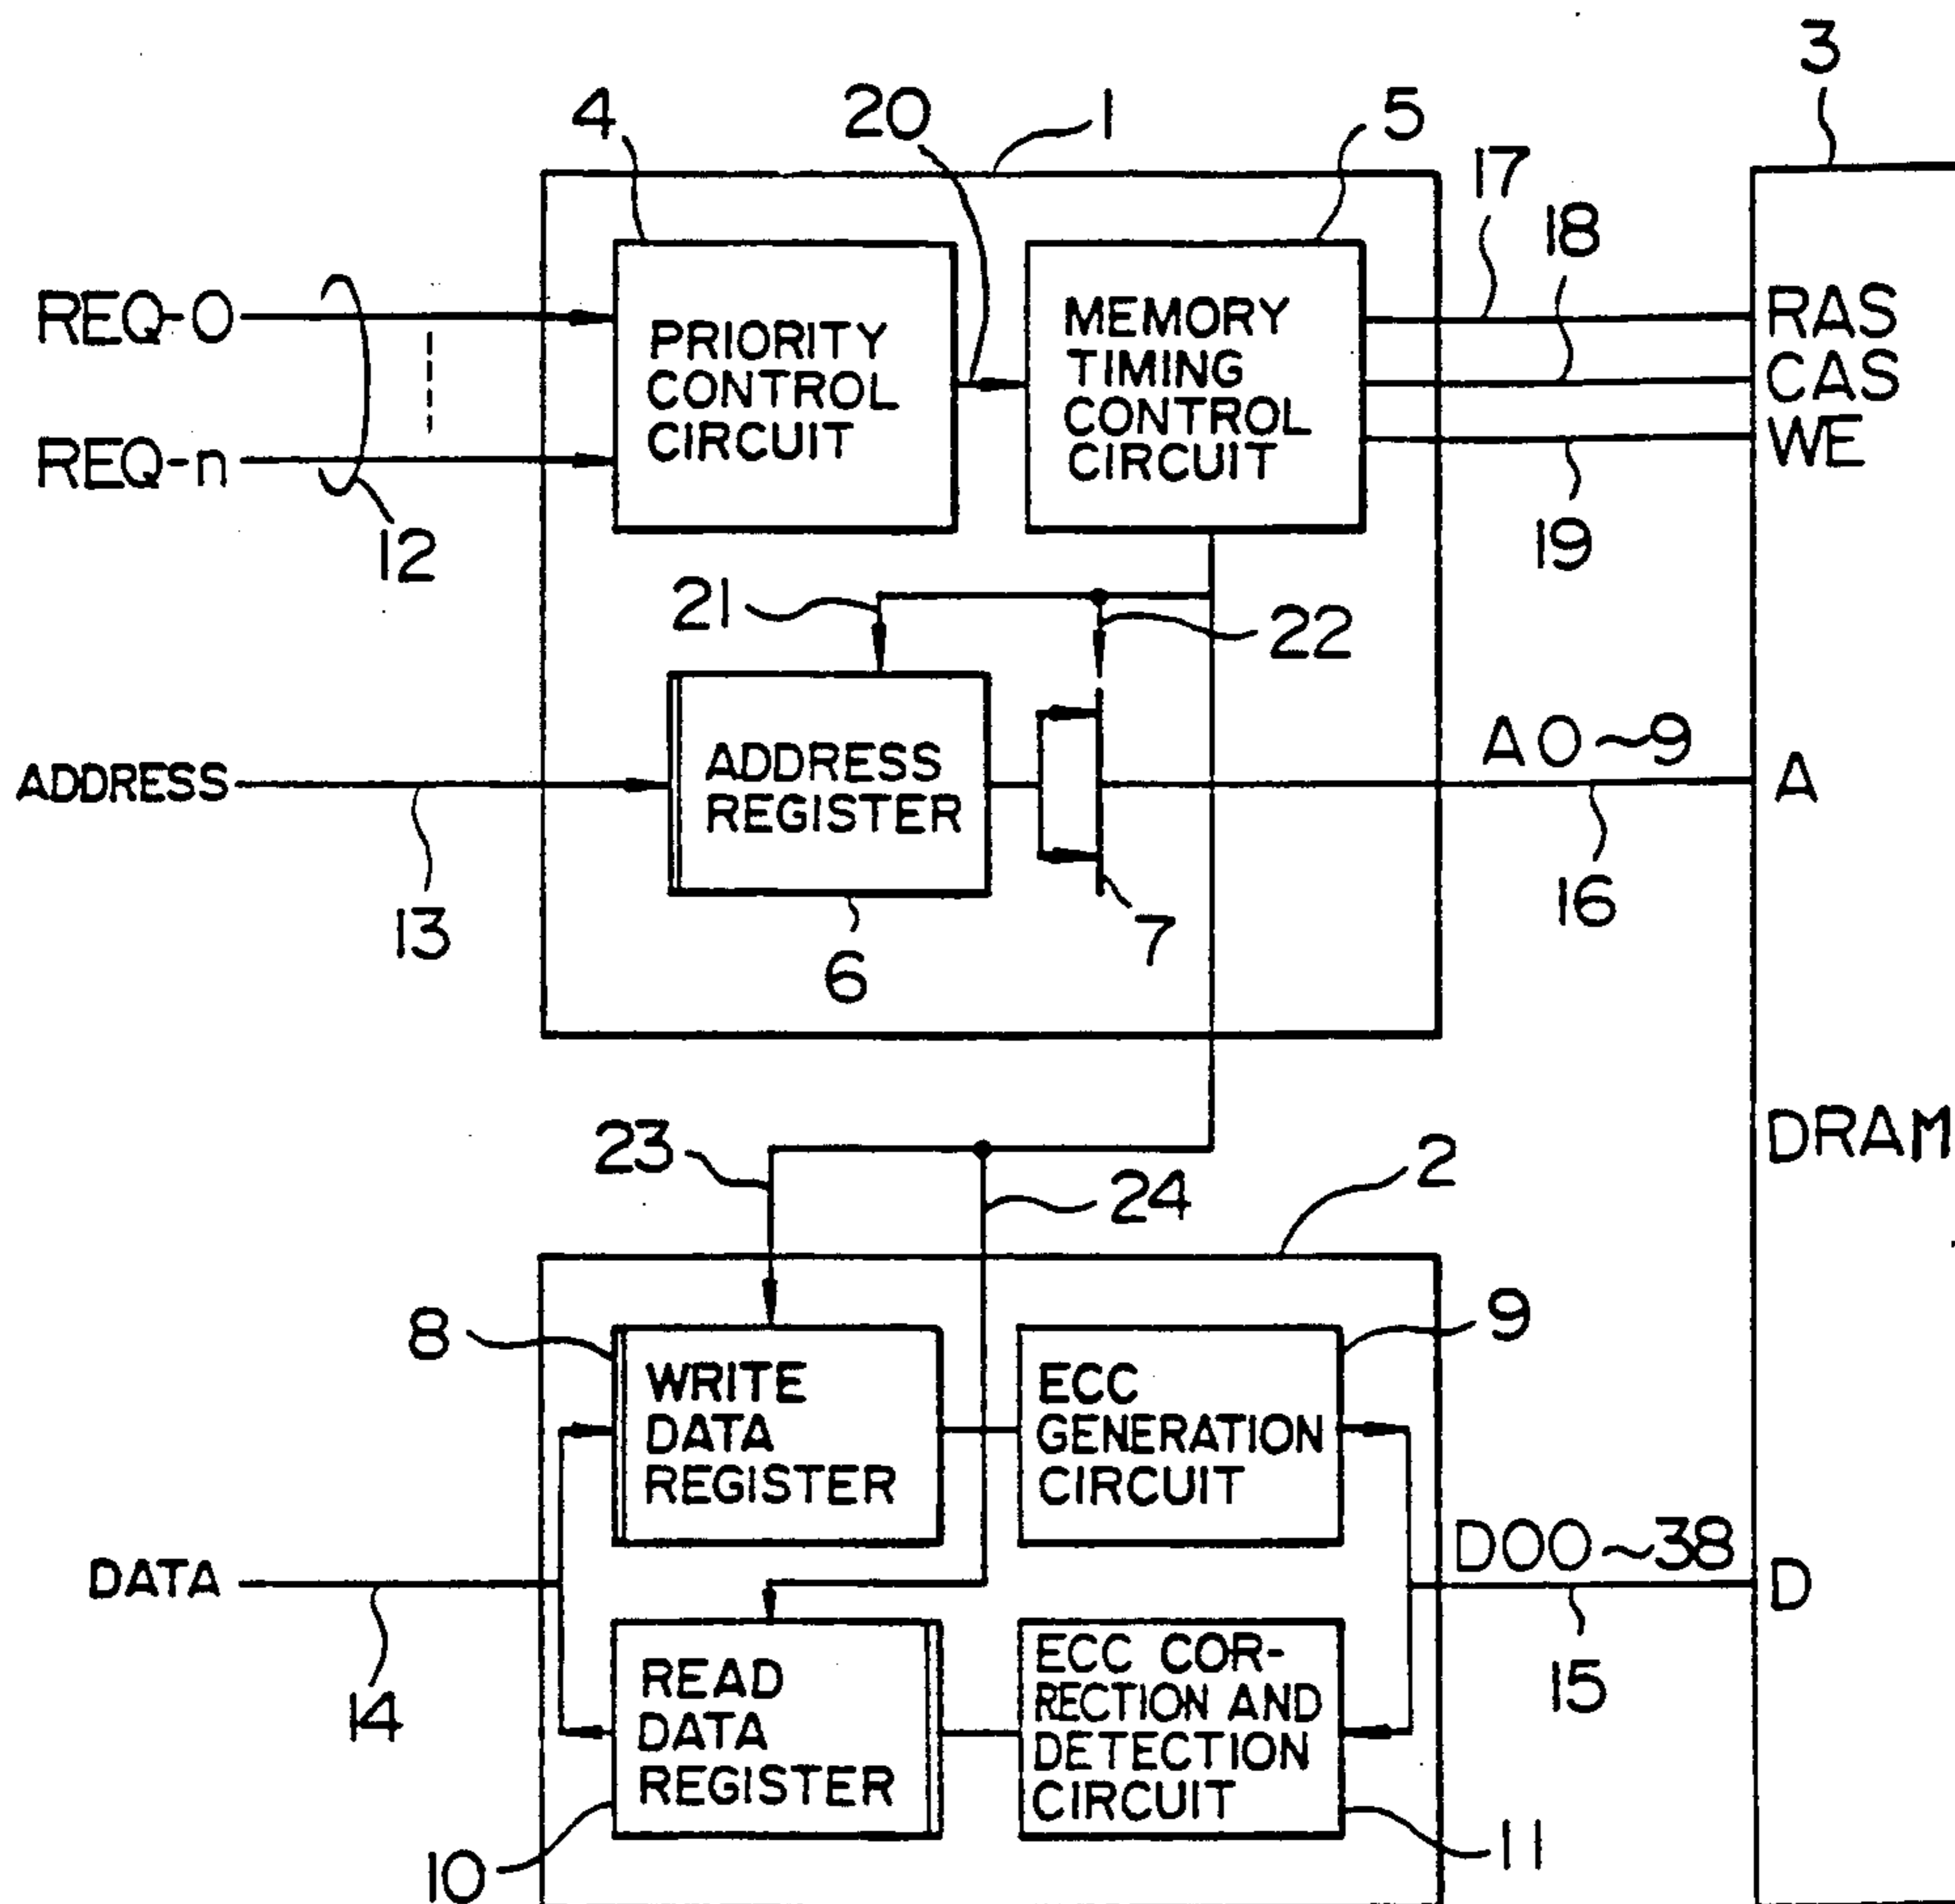 3
4
20
1
5
17
18
REQ-0
REQ-n
12
PRIORITY
CONTROL
CIRCUIT
MEMORY
TIMING
CONTROL
CIRCUIT
RAS
CAS
WE
19
21
22
ADDRESS
13
ADDRESS
REGISTER
6
7
A0~9
A
16
DRAM
23
24
2
8
9
WRITE
DATA
REGISTER
ECC
GENERATION
CIRCUIT
DATA
14
D00~38
D
15
READ
DATA
REGISTER
ECC COR-
RECTION AND
DETECTION
CIRCUIT
10
11